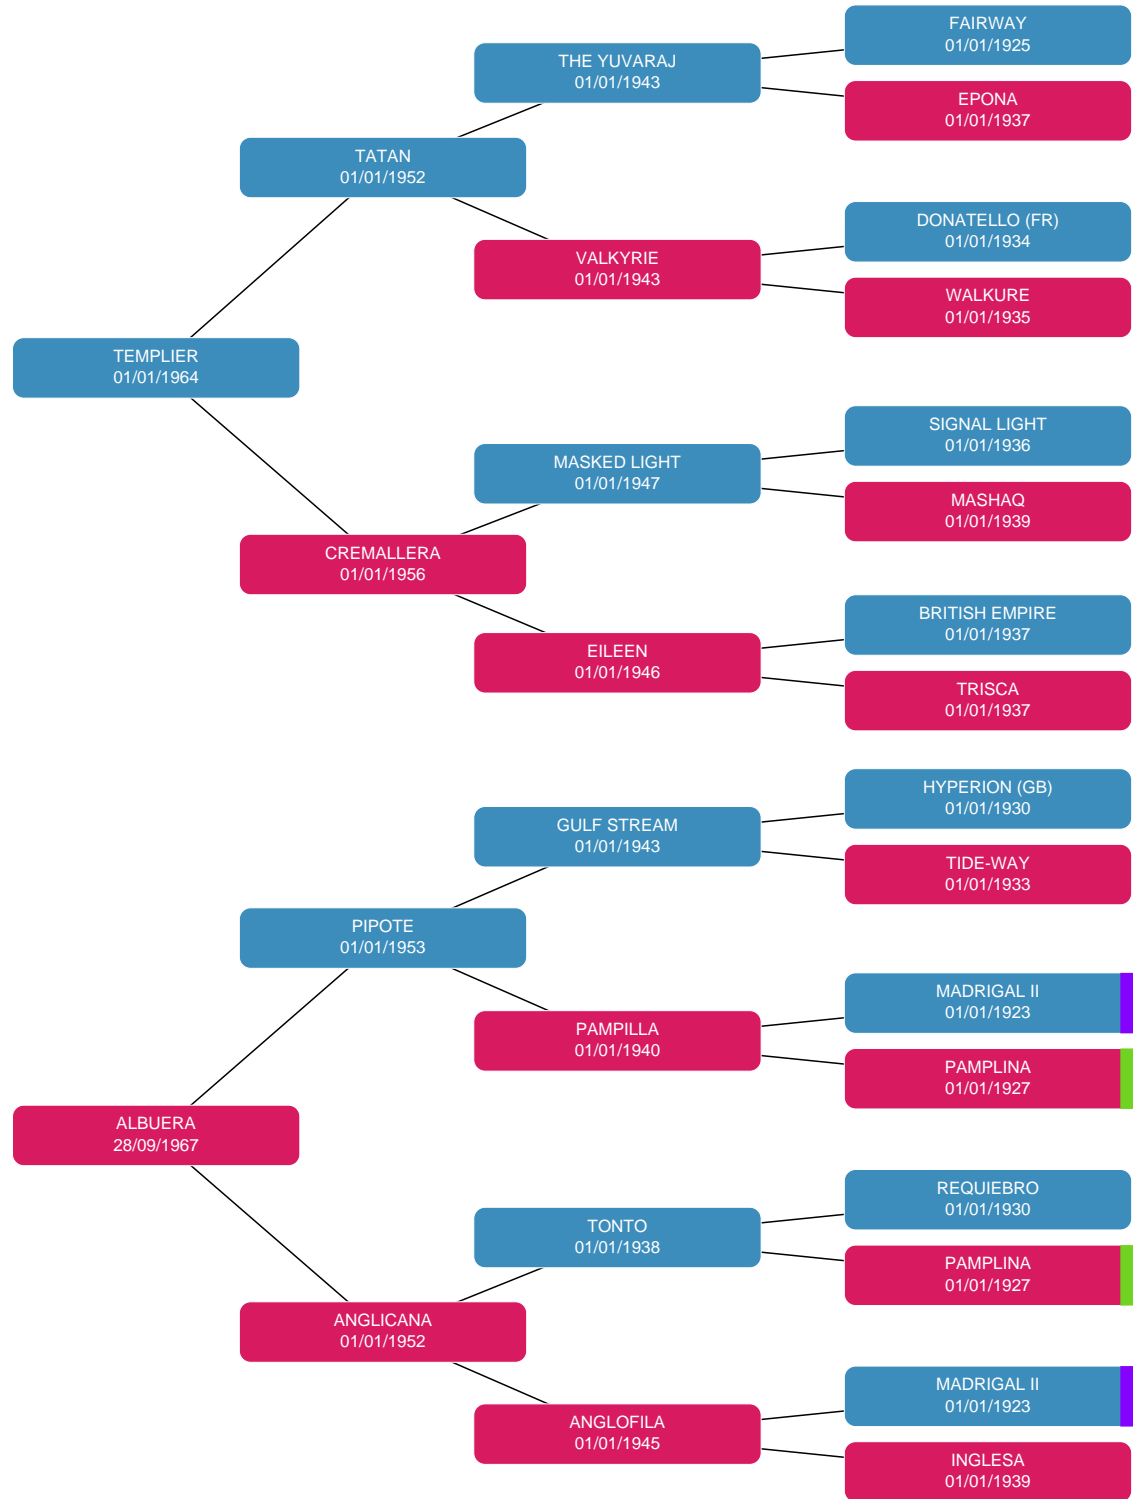 FAIRWAY
01/01/1925
THE YUVARAJ
01/01/1943
EPONA
01/01/1937
TATAN
01/01/1952
DONATELLO (FR)
01/01/1934
VALKYRIE
01/01/1943
WALKURE
01/01/1935
TEMPLIER
01/01/1964
SIGNAL LIGHT
01/01/1936
MASKED LIGHT
01/01/1947
MASHAQ
01/01/1939
CREMALLERA
01/01/1956
BRITISH EMPIRE
01/01/1937
EILEEN
01/01/1946
TRISCA
01/01/1937
HYPERION (GB)
01/01/1930
GULF STREAM
01/01/1943
TIDE-WAY
01/01/1933
PIPOTE
01/01/1953
MADRIGAL II
01/01/1923
PAMPILLA
01/01/1940
PAMPLINA
01/01/1927
ALBUERA
28/09/1967
REQUIEBRO
01/01/1930
TONTO
01/01/1938
PAMPLINA
01/01/1927
ANGLICANA
01/01/1952
MADRIGAL II
01/01/1923
ANGLOFILA
01/01/1945
INGLESA
01/01/1939